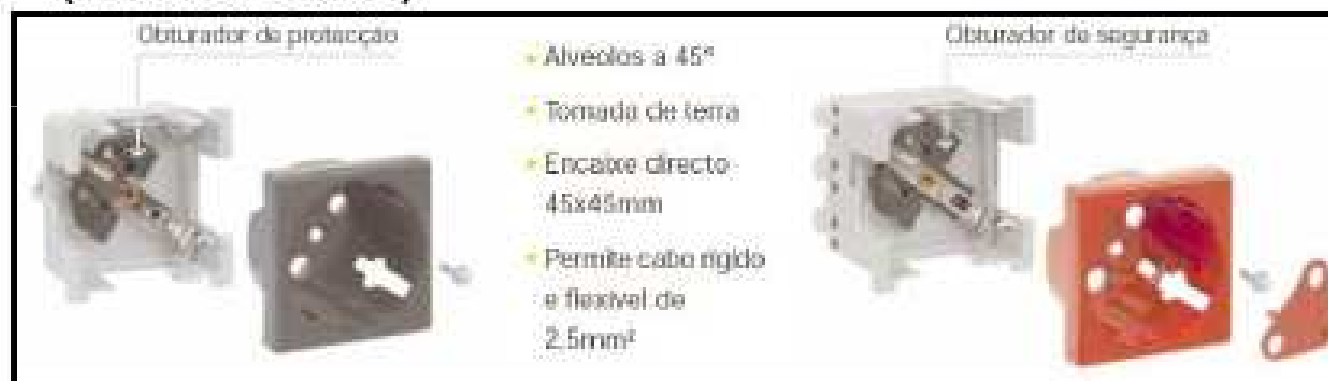 Obturador de protecção
Alvéolos a 45°
Tomada de terra
Encaixe directo
45x45mm
Permite cabo rígido
e flexível de
2,5mm²
Obturador de segurança